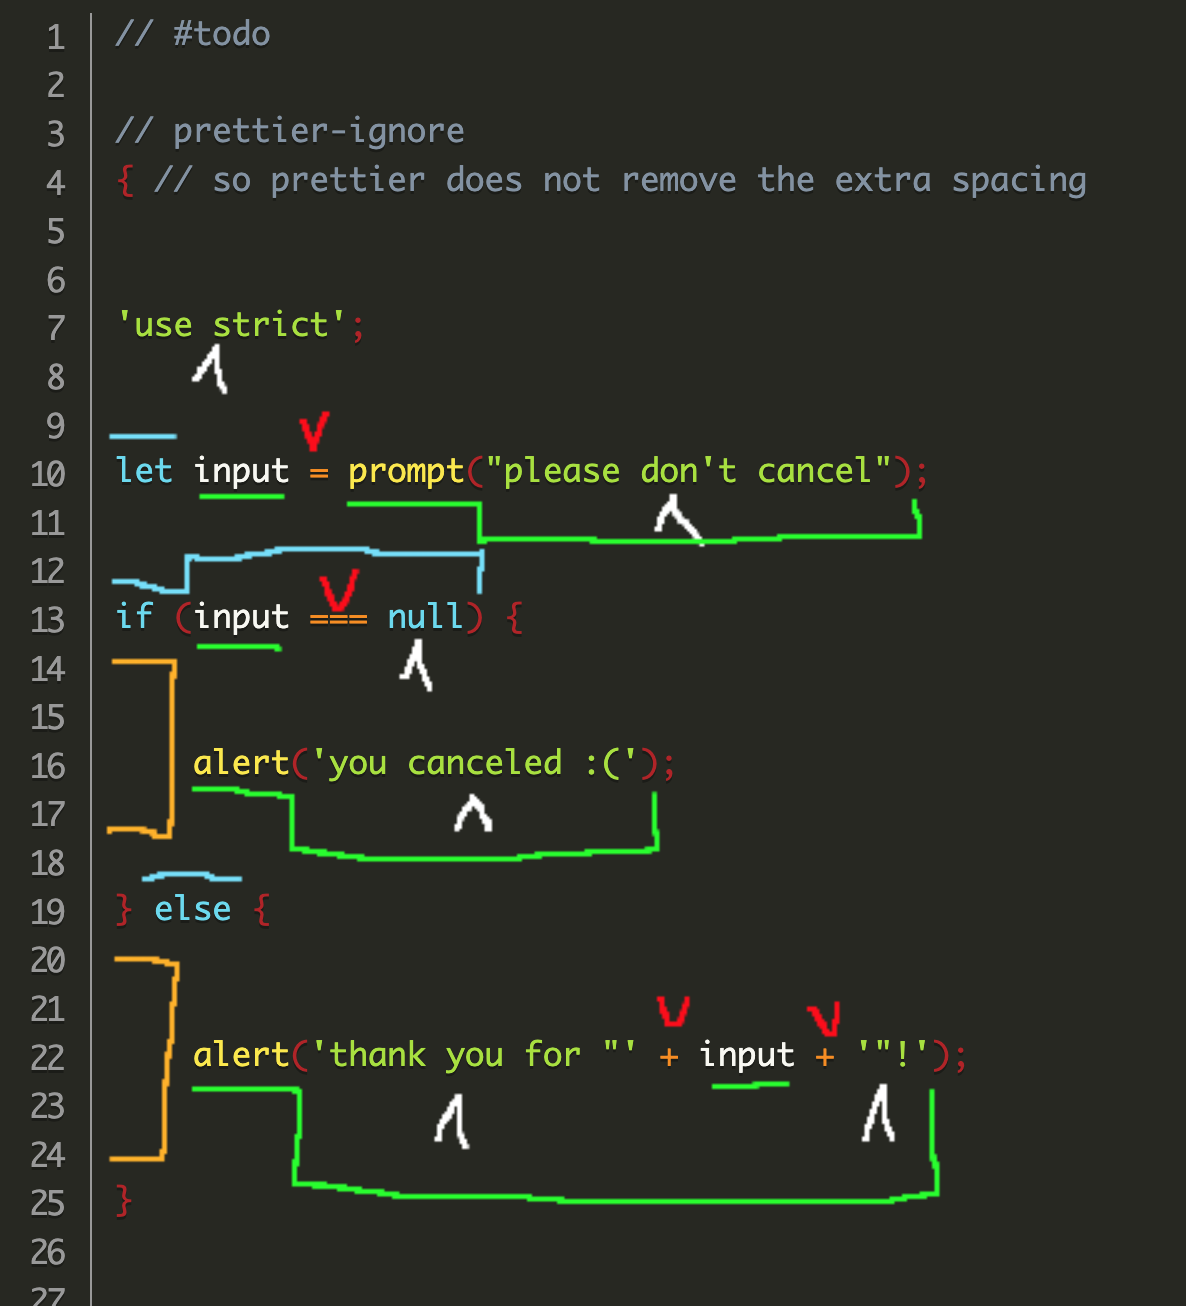 1 // #todo
2
3 // prettier-ignore
4 { // so prettier does not remove the extra spacing
5
6
7 'use strict';
8
9
10 let input = prompt("please don't cancel");
11
12
13 if (input === null) {
14
15
16 alert('you canceled :(');
17
18
19 } else {
20
21
22 alert('thank you for "' + input + '"!');
23
24
25 }
26
27